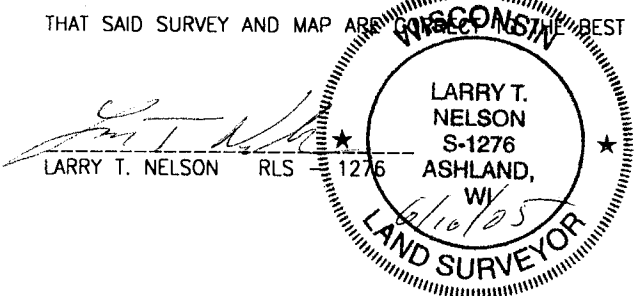 THAT SAID SURVEY AND MAP ARE CORRECT TO THE BEST
WISCONSIN
LARRY T.
NELSON
S-1276
ASHLAND,
WI
6/10/05
LAND SURVEYOR
LARRY T. NELSON RLS - 1276